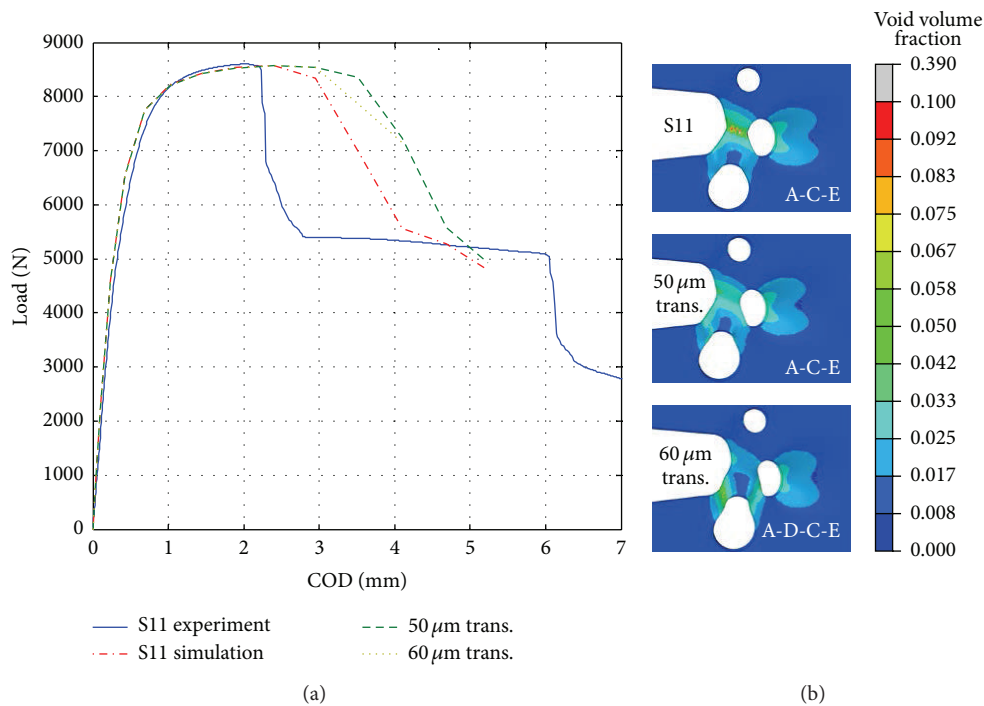 9000
8000
7000
6000
5000
4000
3000
2000
1000
0
Load (N)
0 1 2 3 4 5 6 7
COD (mm)
S11 experiment
S11 simulation
50 μm trans.
60 μm trans.
(a)
S11
A-C-E
50 μm
trans.
A-C-E
60 μm
trans.
A-D-C-E
(b)
Void volume
fraction
0.390
0.100
0.092
0.083
0.075
0.067
0.058
0.050
0.042
0.033
0.025
0.017
0.008
0.000